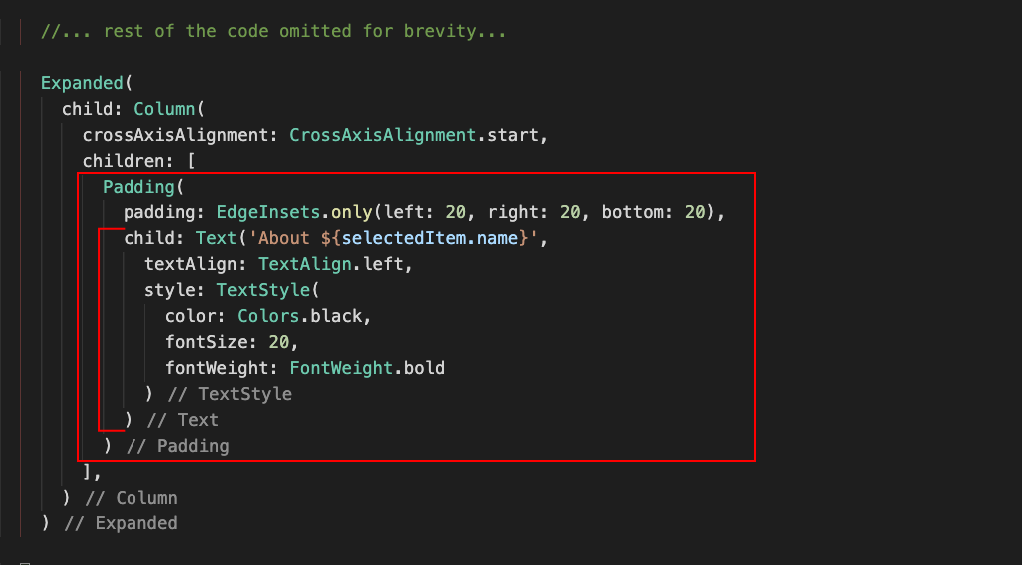 //... rest of the code omitted for brevity...
Expanded(
child: Column(
crossAxisAlignment: CrossAxisAlignment.start,
children: [
Padding(
padding: EdgeInsets.only(left: 20, right: 20, bottom: 20),
child: Text('About ${selectedItem.name}',
textAlign: TextAlign.left,
style: TextStyle(
color: Colors.black,
fontSize: 20,
fontWeight: FontWeight.bold
) // TextStyle
) // Text
) // Padding
],
) // Column
) // Expanded